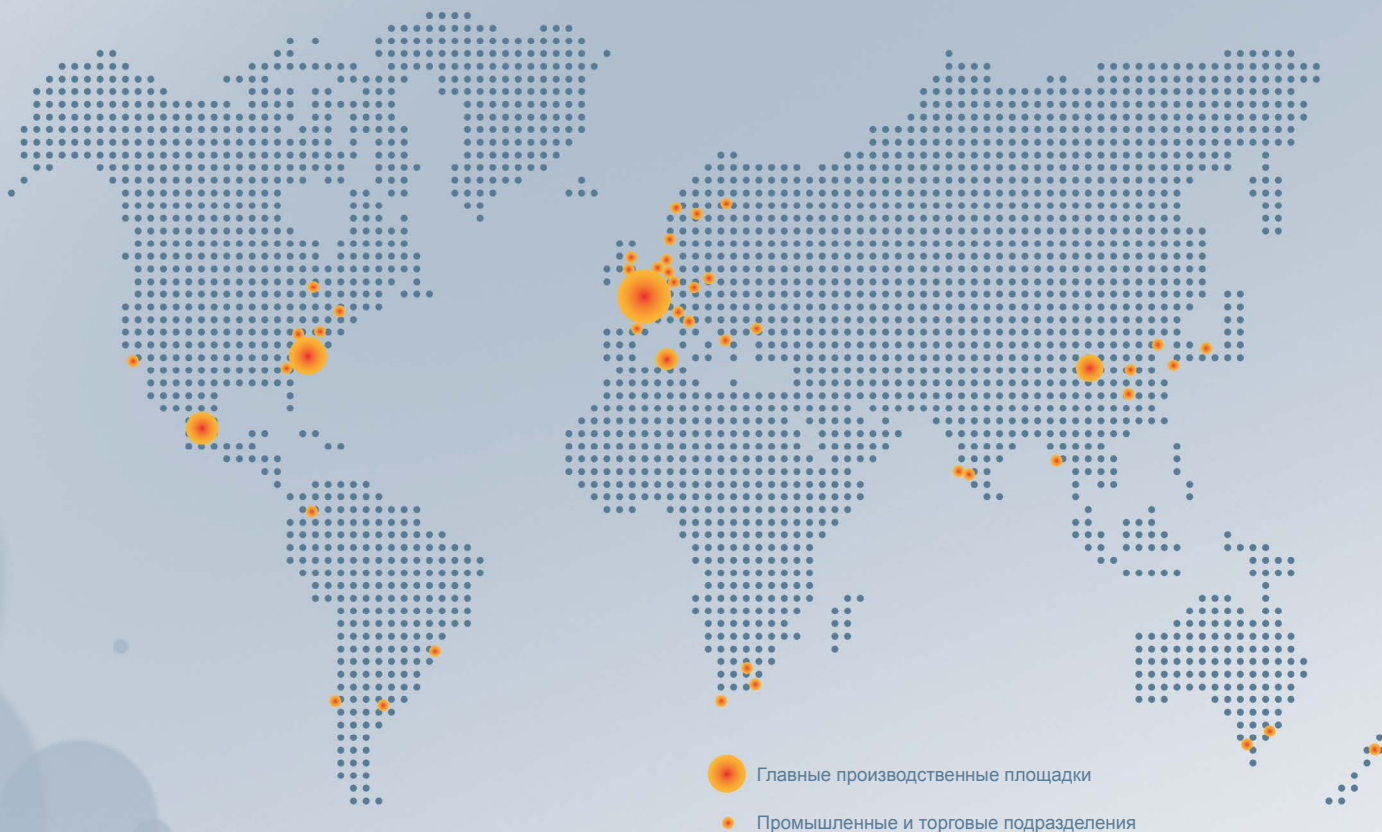 Главные производственные площадки
Промышленные и торговые подразделения